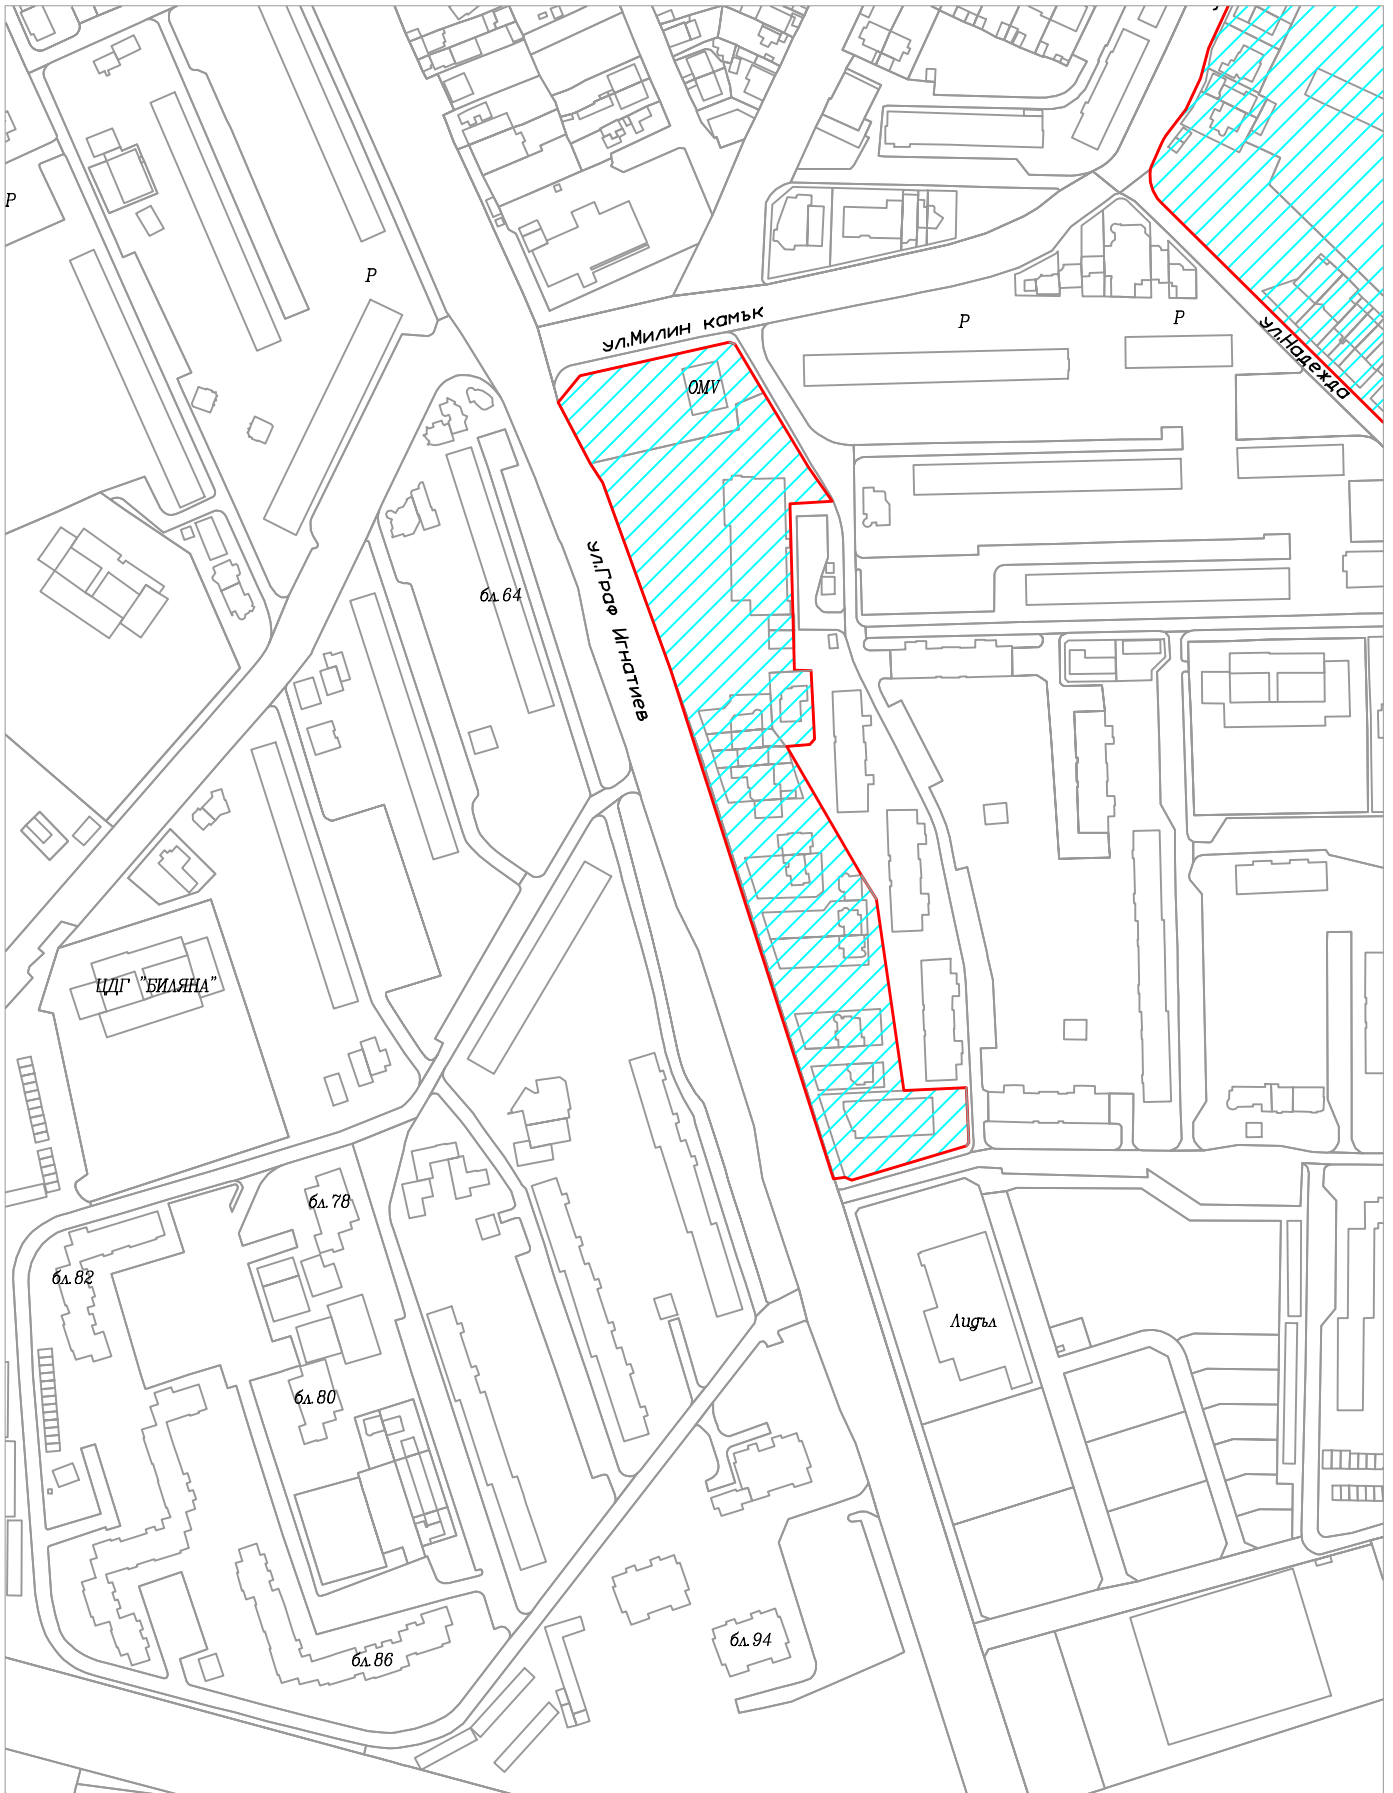 Р
Р
ул.Милин камък
Р
Р
ул.Надежда
OMV
ул.Граф Игнатиев
бл.64
ЦДГ "БИЛЯНА"
бл.78
бл.82
Лидъл
бл.80
бл.94
бл.86